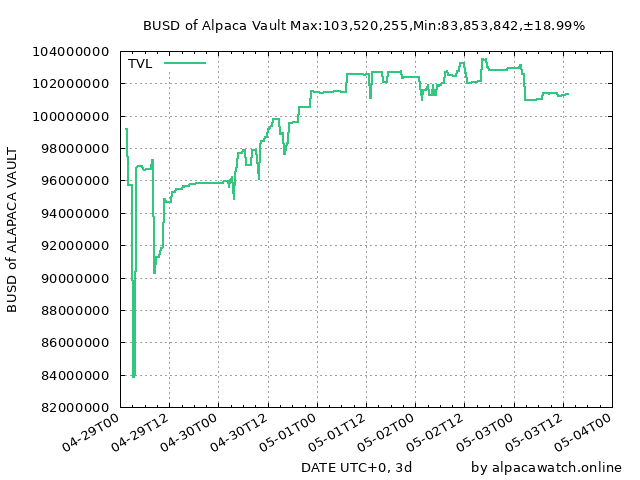 BUSD of Alpaca Vault Max:103,520,255,Min:83,853,842,±18.99%
104000000
102000000
100000000
98000000
96000000
94000000
92000000
90000000
88000000
86000000
84000000
82000000
BUSD of ALAPACA VAULT
TVL
04-29T00
04-29T12
04-30T00
04-30T12
05-01T00
05-01T12
05-02T00
05-02T12
05-03T00
05-03T12
05-04T00
DATE UTC+0, 3d
by alpacawatch.online